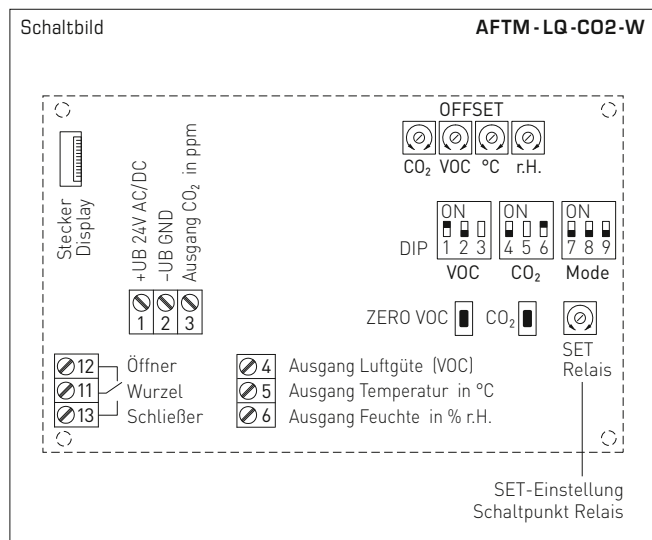 Schaltbild
AFTM-LQ-CO2-W
OFFSET
CO₂ VOC °C r.H.
Stecker
Display
+UB 24V AC/DC
–UB GND
Ausgang CO₂ in ppm
1 2 3
ON ON ON
DIP 1 2 3 4 5 6 7 8 9
VOC CO₂ Mode
ZERO VOC CO₂
SET
Relais
12 Öffner
11 Wurzel
13 Schließer
4 Ausgang Luftgüte (VOC)
5 Ausgang Temperatur in °C
6 Ausgang Feuchte in % r.H.
SET-Einstellung
Schaltpunkt Relais